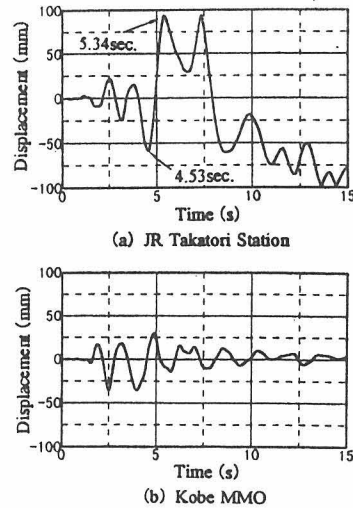 100
5.34sec.
50
Displacement (mm)
0
-50
4.53sec.
-100
0 5 10 15
Time (s)
(a) JR Takatori Station
100
50
Displacement (mm)
0
-50
-100
0 5 10 15
Time (s)
(b) Kobe MMO